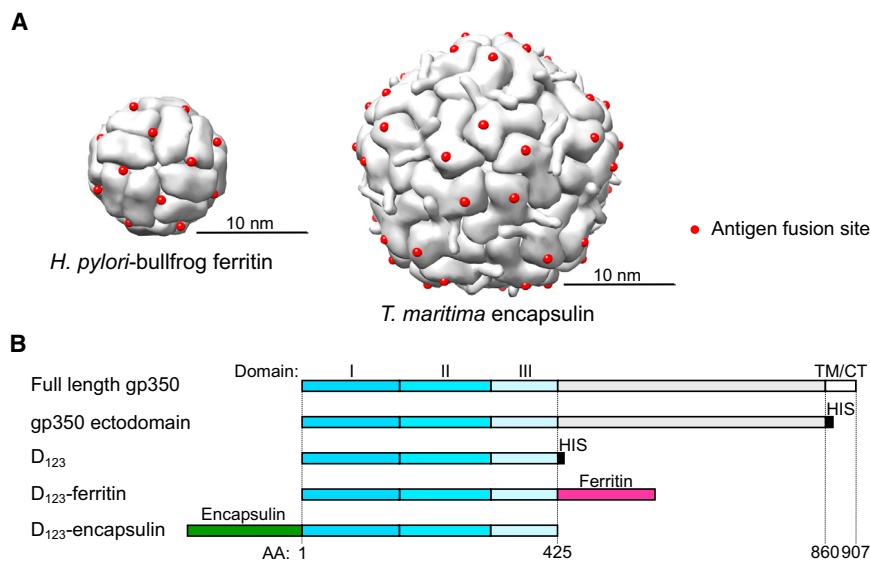 A
10 nm
H. pylori-bullfrog ferritin
10 nm
T. maritima encapsulin
Antigen fusion site
B
Domain: I II III TM/CT
Full length gp350
HIS
gp350 ectodomain
HIS
D₁₂₃
Ferritin
D₁₂₃-ferritin
Encapsulin
D₁₂₃-encapsulin
AA: 1 425 860 907